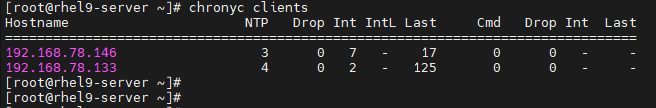 [root@rhel9-server ~]# chronyc clients
Hostname                      NTP   Drop Int IntL Last     Cmd   Drop Int  Last
===============================================================================
192.168.78.146                  3      0   7   -    17       0      0   -     -
192.168.78.133                  4      0   2   -   125       0      0   -     -
[root@rhel9-server ~]#
[root@rhel9-server ~]#